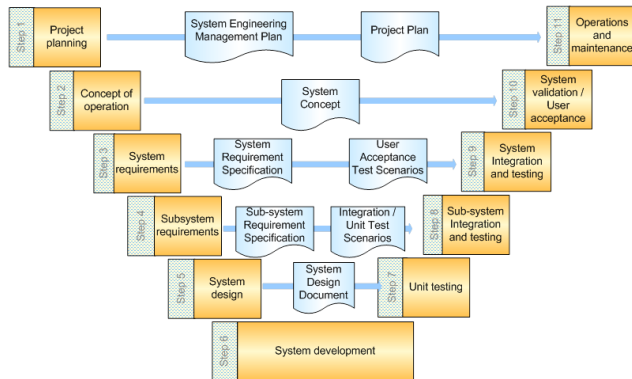 Step 1
Project
planning
System Engineering
Management Plan
Project Plan
Step 11
Operations and
maintenance
Step 2
Concept of
operation
System
Concept
Step 10
System
validation /
User
acceptance
Step 3
System
requirements
System
Requirement
Specification
User
Acceptance
Test Scenarios
Step 9
System
Integration
and testing
Step 4
Subsystem
requirements
Sub-system
Requirement
Specification
Integration /
Unit Test
Scenarios
Step 8
Sub-system
Integration
and testing
Step 5
System
design
System
Design
Document
Step 7
Unit testing
Step 6
System development